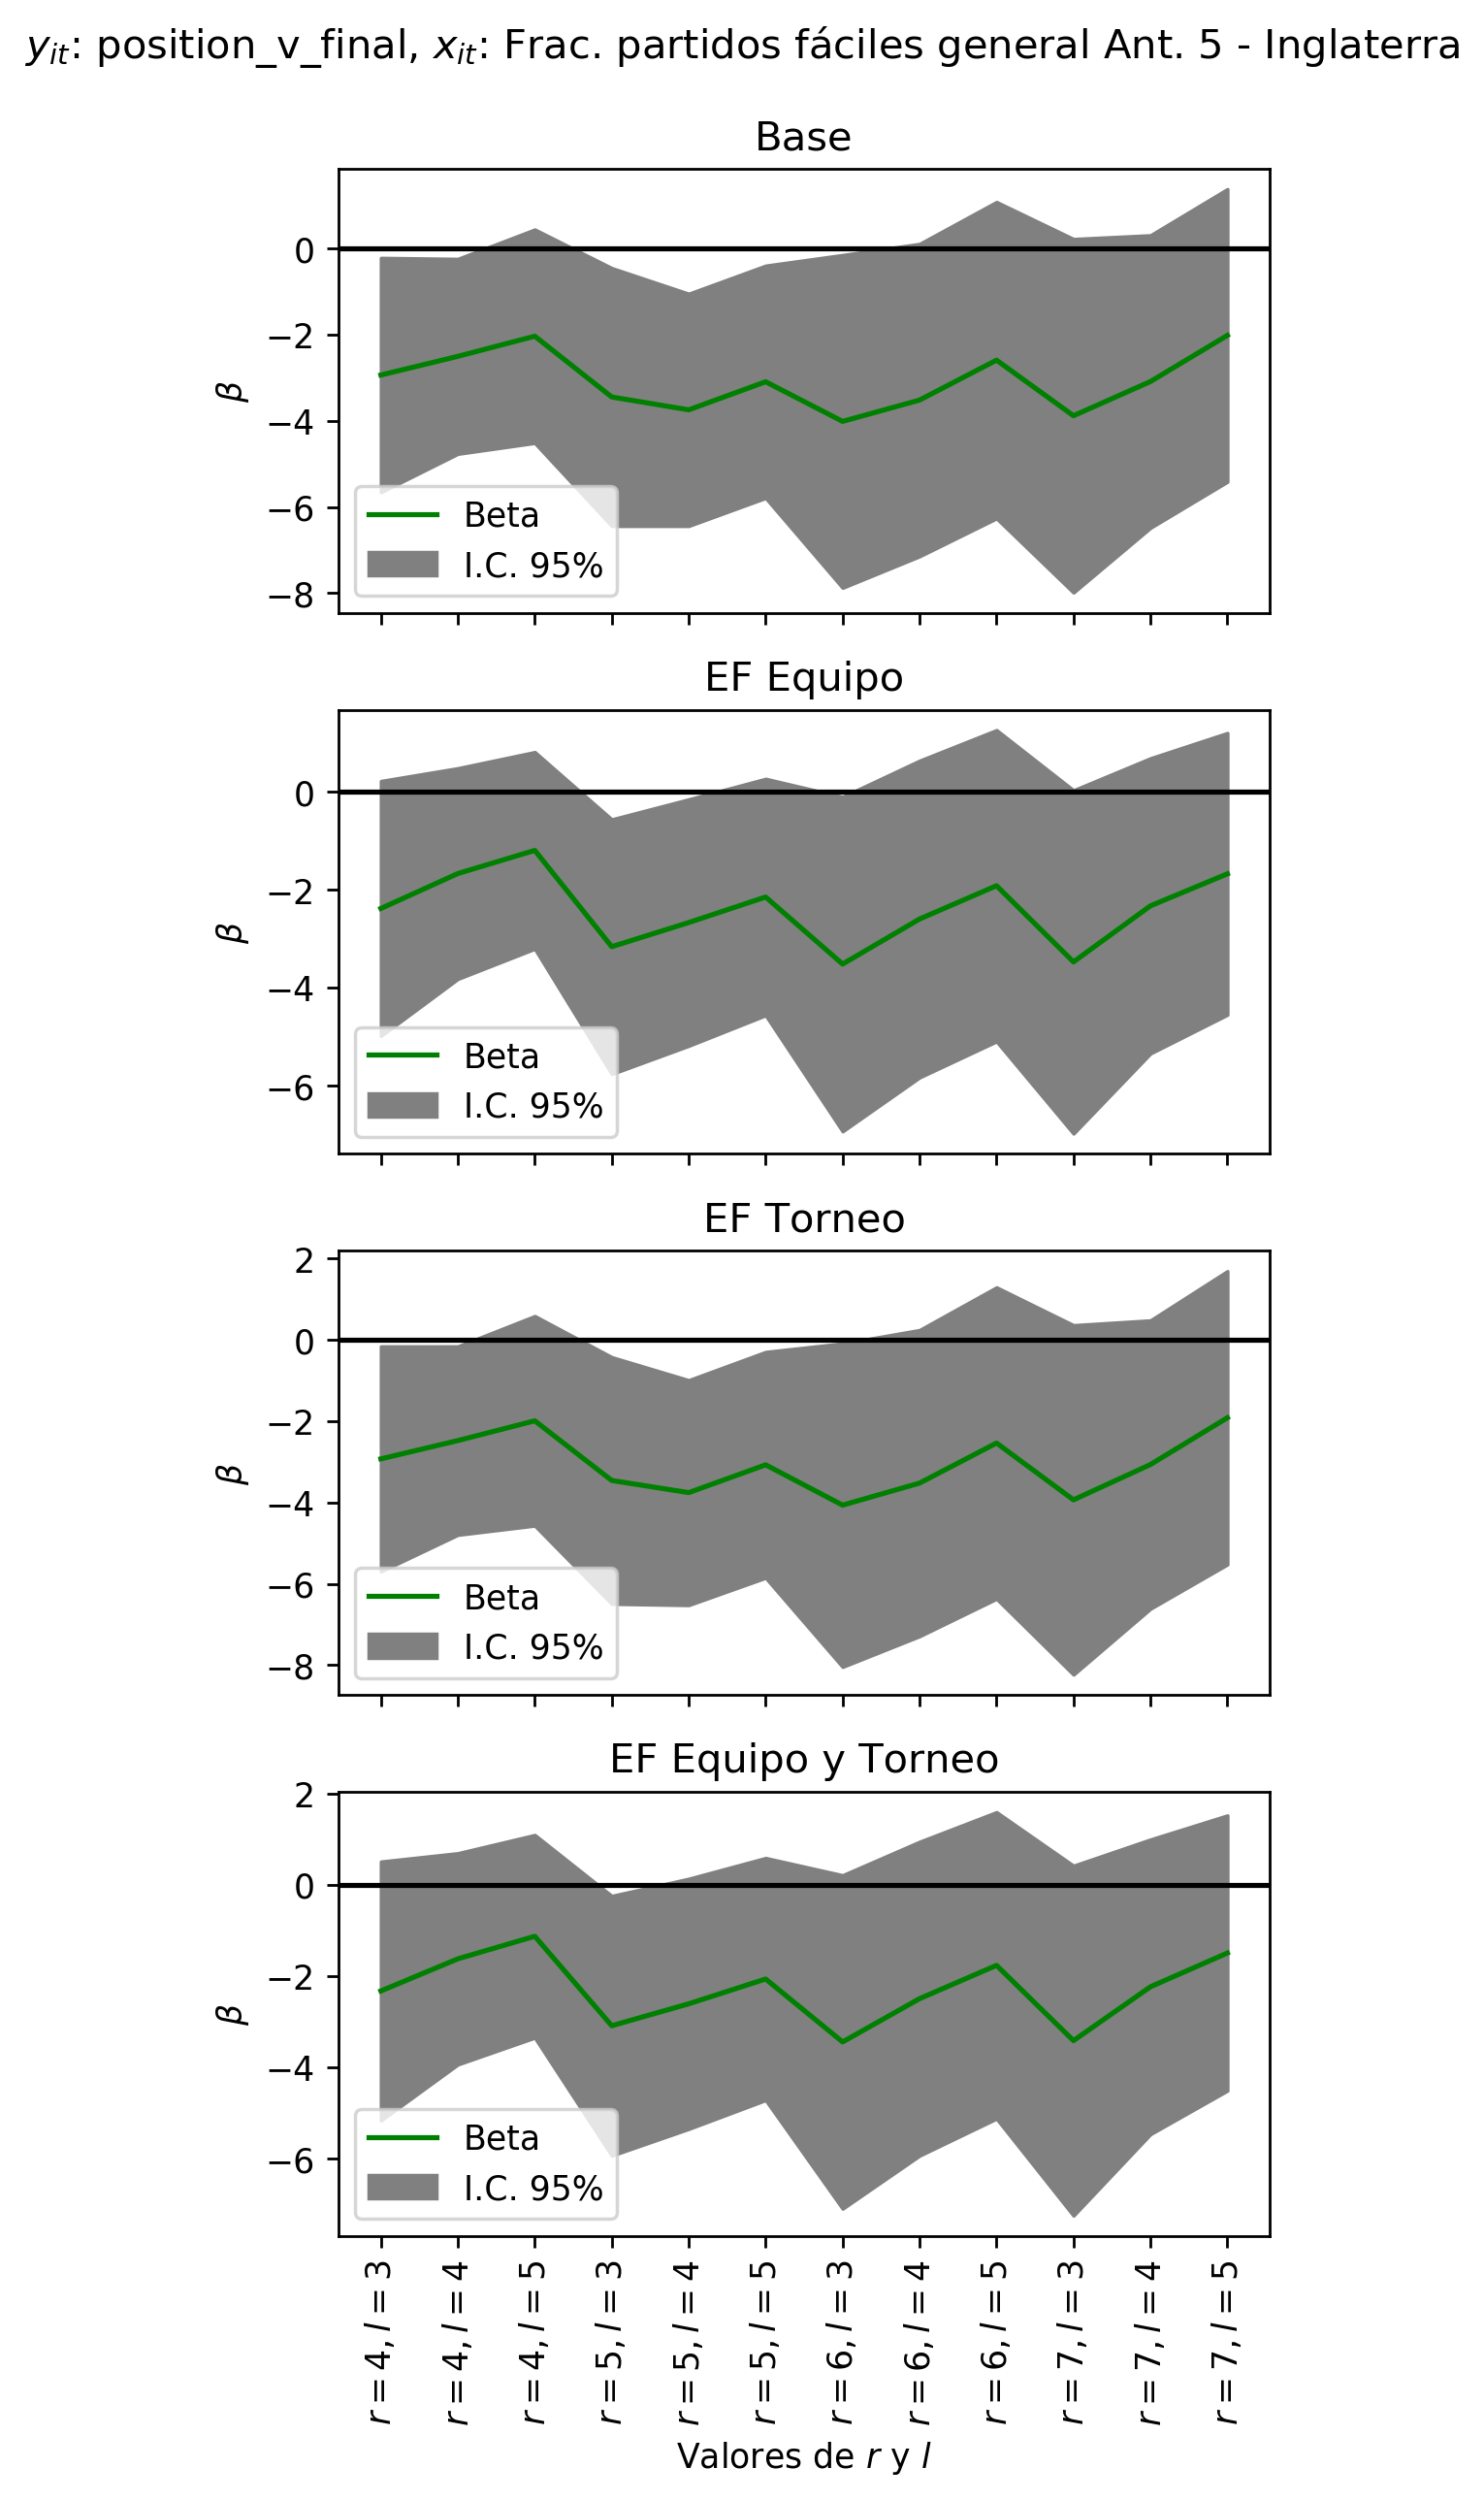 y_it: position_v_final, x_it: Frac. partidos fáciles general Ant. 5 - Inglaterra
Base
0
−2
−4
−6
−8
β
Beta
I.C. 95%
EF Equipo
0
−2
−4
−6
β
Beta
I.C. 95%
EF Torneo
2
0
−2
−4
−6
−8
β
Beta
I.C. 95%
EF Equipo y Torneo
2
0
−2
−4
−6
β
Beta
I.C. 95%
r = 4, l = 3
r = 4, l = 4
r = 4, l = 5
r = 5, l = 3
r = 5, l = 4
r = 5, l = 5
r = 6, l = 3
r = 6, l = 4
r = 6, l = 5
r = 7, l = 3
r = 7, l = 4
r = 7, l = 5
Valores de r y l